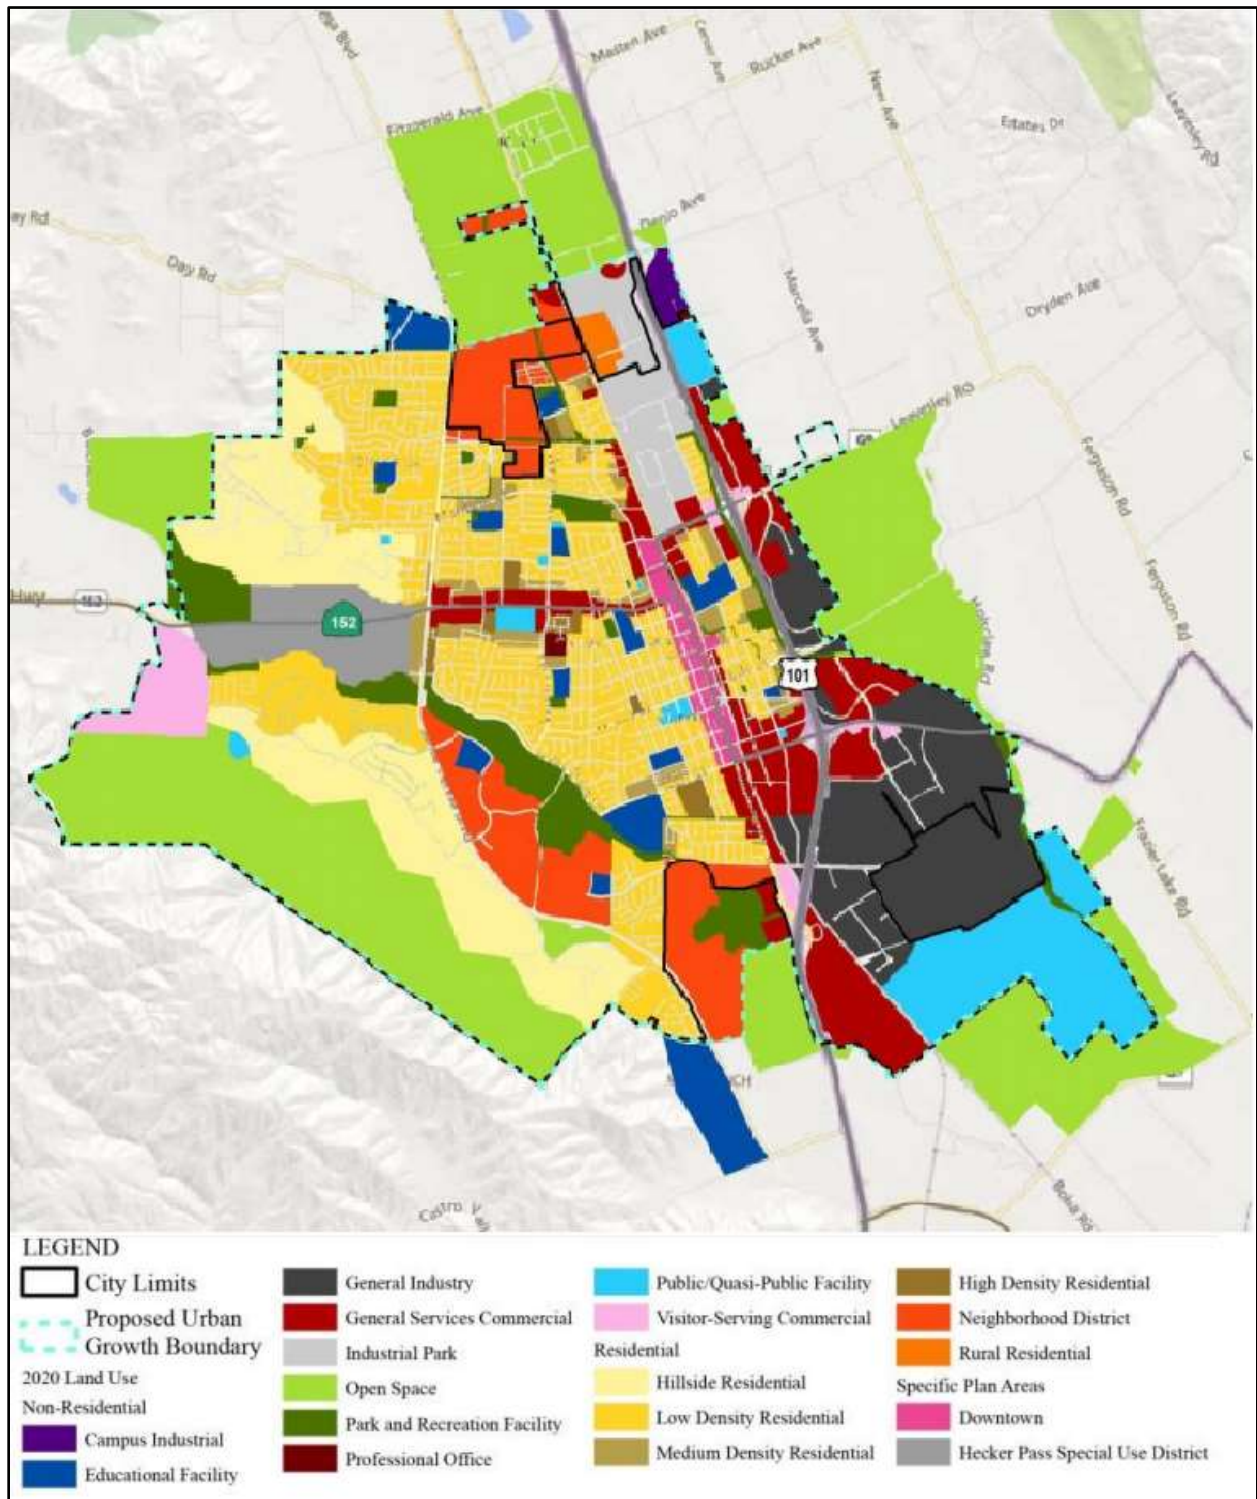 Masten Ave
Center Ave
Rucker Ave
New Ave
Fitzgerald Ave
Estates Dr
Leavesley Rd
Day Rd
Marcella Ave
Dryden Ave
Leavesley Rd
Ferguson Rd
Ferguson Rd
Hwy
152
152
101
Holsclaw Rd
Frazier Lake Rd
Castro
Bolsa Rd
LEGEND
City Limits
Proposed Urban
Growth Boundary
2020 Land Use
Non-Residential
Campus Industrial
Educational Facility
General Industry
General Services Commercial
Industrial Park
Open Space
Park and Recreation Facility
Professional Office
Public/Quasi-Public Facility
Visitor-Serving Commercial
Residential
Hillside Residential
Low Density Residential
Medium Density Residential
High Density Residential
Neighborhood District
Rural Residential
Specific Plan Areas
Downtown
Hecker Pass Special Use District